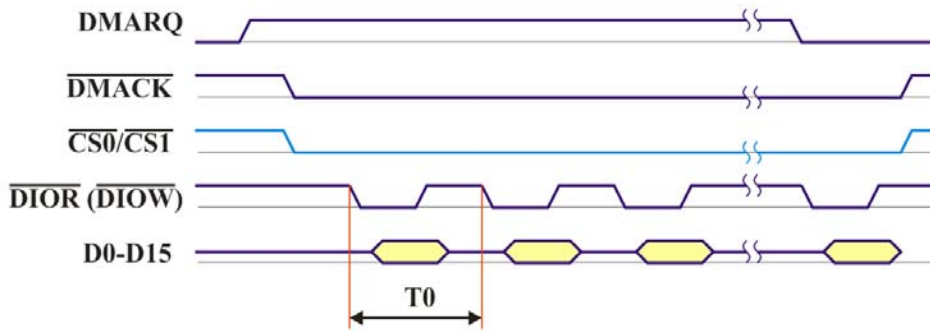 DMARQ
DMACK
CS0/CS1
DIOR (DIOW)
D0-D15
T0